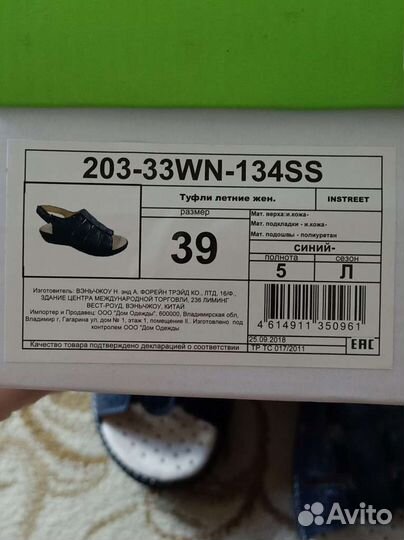 203-33WN-134SS
Туфли летние жен.
INSTREET
размер
39
Мат. верха:и.кожа-
Мат. подкладки - и.кожа-
Мат. подошвы - полиуретан
СИНИЙ-
полнота
сезон
5
Л
Изготовитель: ВЭНЬЧЖОУ Н. энд А. ФОРЕЙН ТРЭЙД КО., ЛТД, 16/Ф.,
ЗДАНИЕ ЦЕНТРА МЕЖДУНАРОДНОЙ ТОРГОВЛИ, 236 ЛИМИНГ
ВЕСТ-РОУД, ВЭНЬЧЖОУ, КИТАЙ
Импортер и Продавец: ООО "Дом Одежды", 600000, Владимирская обл,
Владимир г, Гагарина ул, дом № 1, этаж 1, помещение II.. Изготовлено под
контролем ООО "Дом Одежды"
4 614911 350961
Качество товара подтверждено декларацией о соответствии
25.09.2018
ТР ТС 017/2011
EAC
Avito